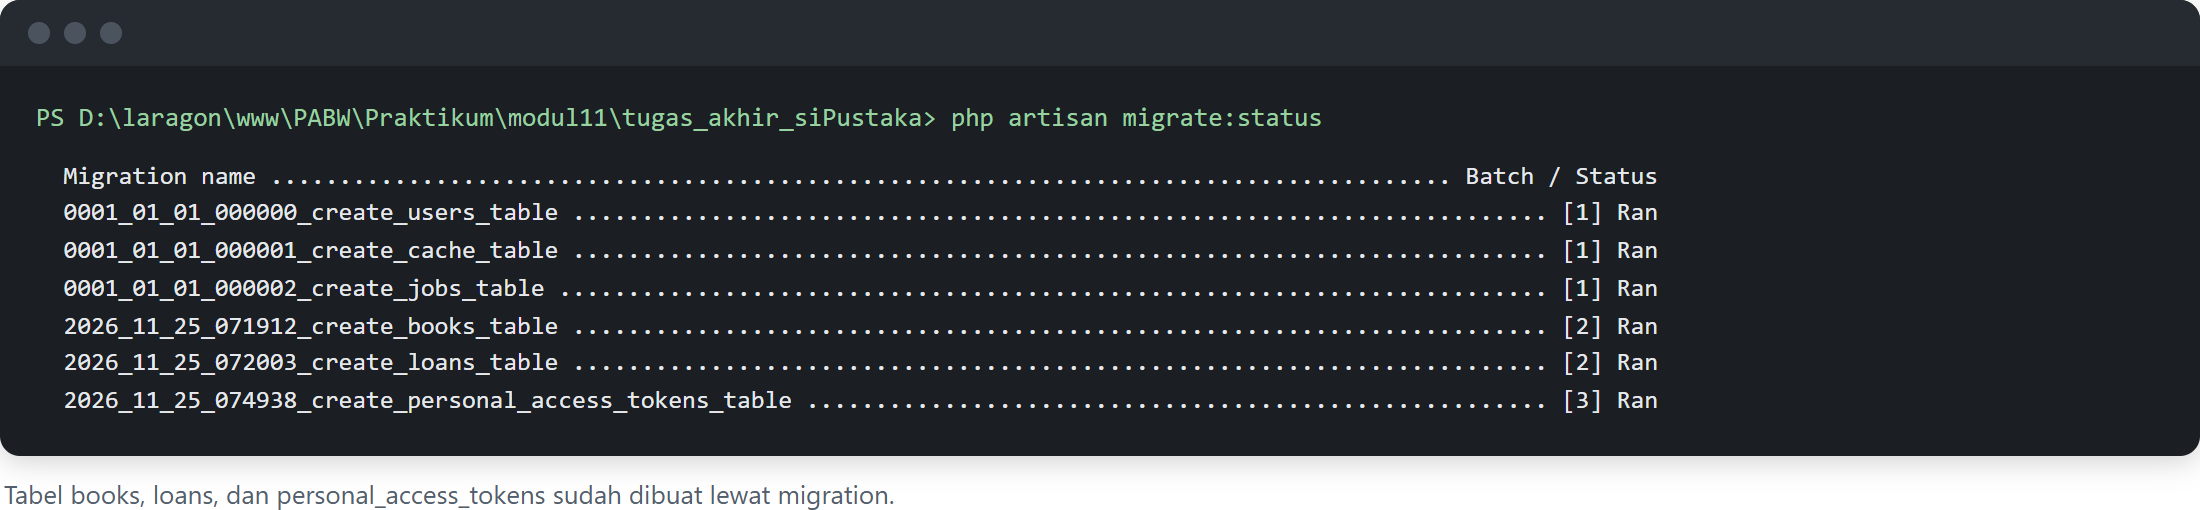 PS D:\laragon\www\PABW\Praktikum\modul11\tugas_akhir_siPustaka> php artisan migrate:status
Migration name ...................................................................................... Batch / Status
0001_01_01_000000_create_users_table ....................................................................... [1] Ran
0001_01_01_000001_create_cache_table ....................................................................... [1] Ran
0001_01_01_000002_create_jobs_table ........................................................................ [1] Ran
2026_11_25_071912_create_books_table ....................................................................... [2] Ran
2026_11_25_072003_create_loans_table ....................................................................... [2] Ran
2026_11_25_074938_create_personal_access_tokens_table ...................................................... [3] Ran
Tabel books, loans, dan personal_access_tokens sudah dibuat lewat migration.